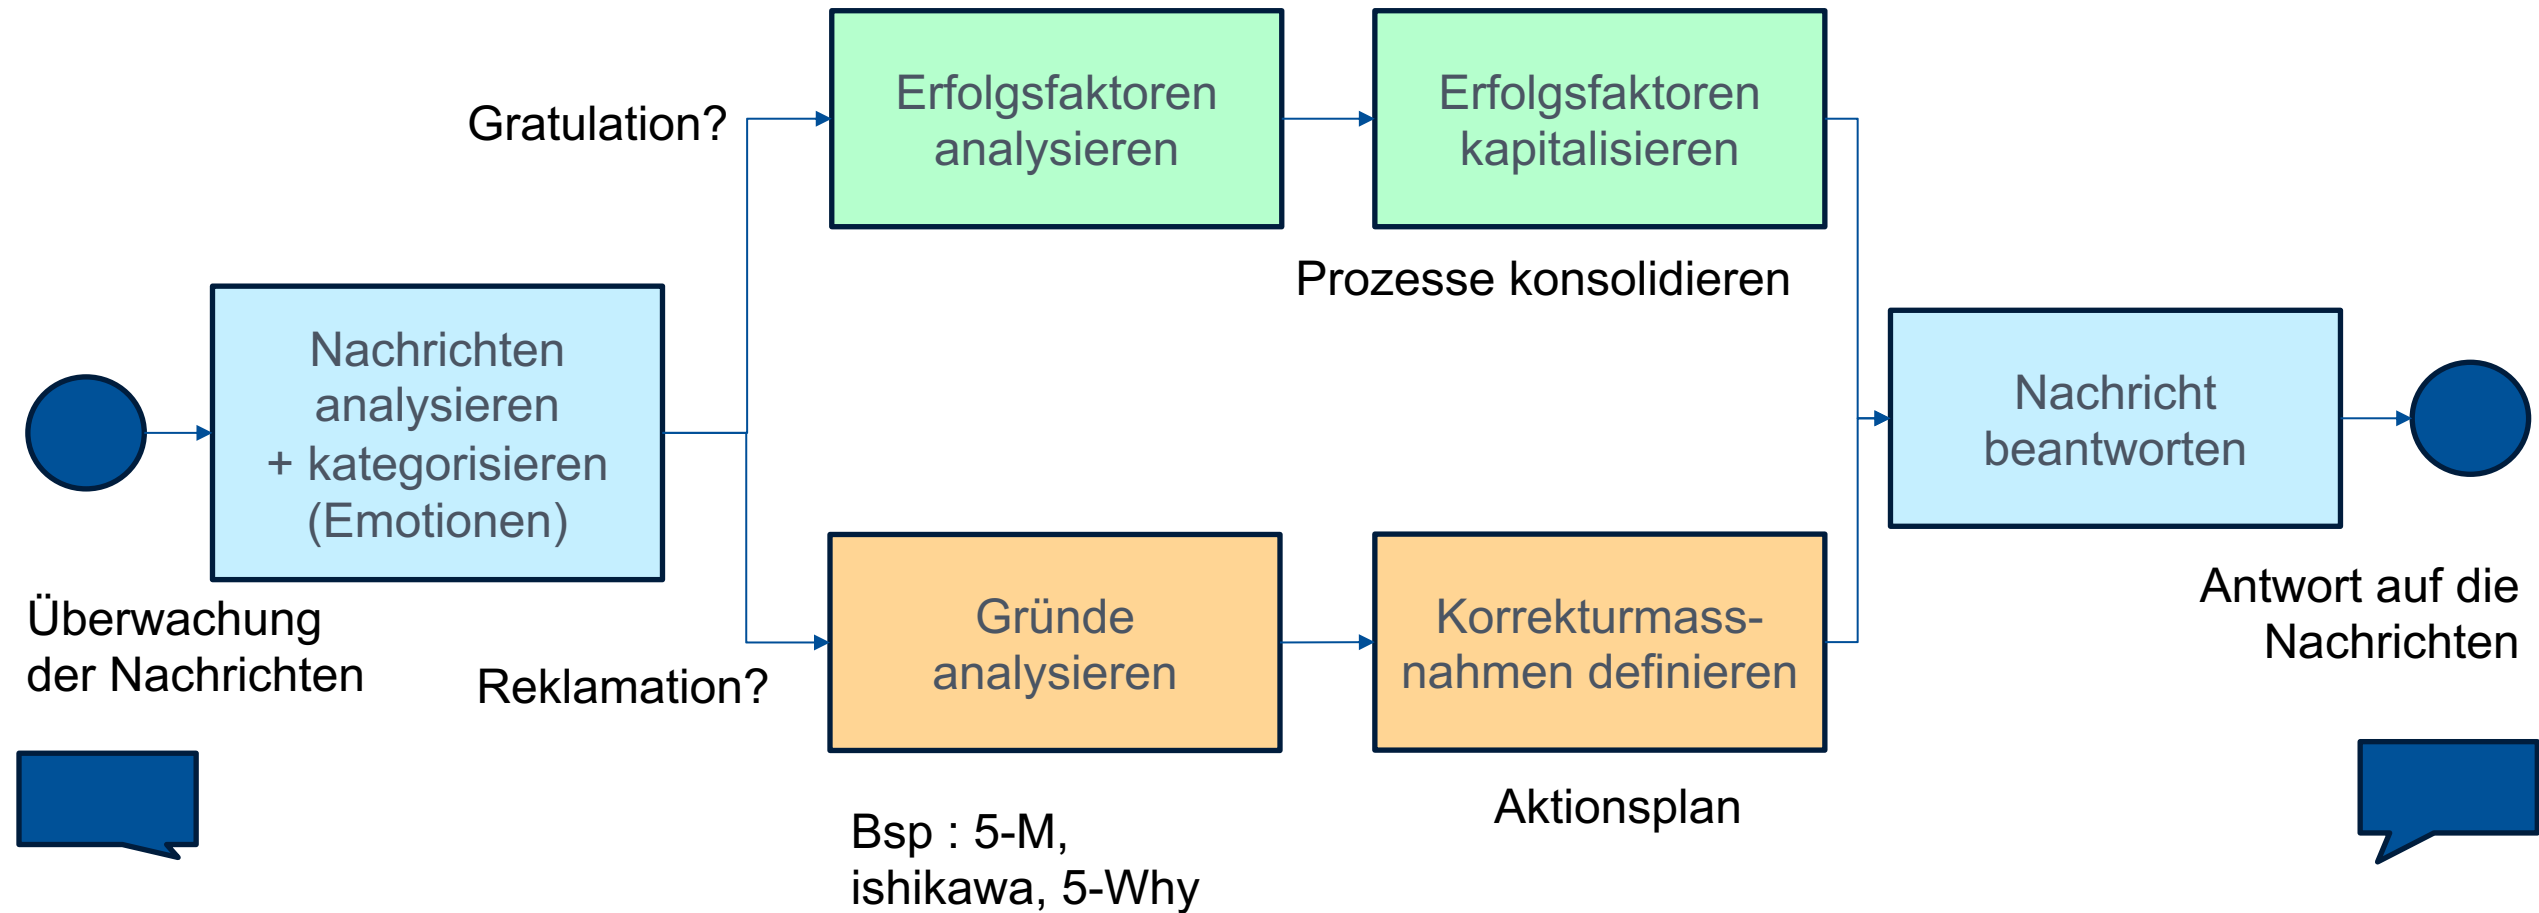 Gratulation?
Erfolgsfaktoren
analysieren
Erfolgsfaktoren
kapitalisieren
Prozesse konsolidieren
Nachrichten
analysieren
+ kategorisieren
(Emotionen)
Nachricht
beantworten
Überwachung
der Nachrichten
Reklamation?
Gründe
analysieren
Korrekturmass-
nahmen definieren
Antwort auf die
Nachrichten
Bsp : 5-M,
ishikawa, 5-Why
Aktionsplan